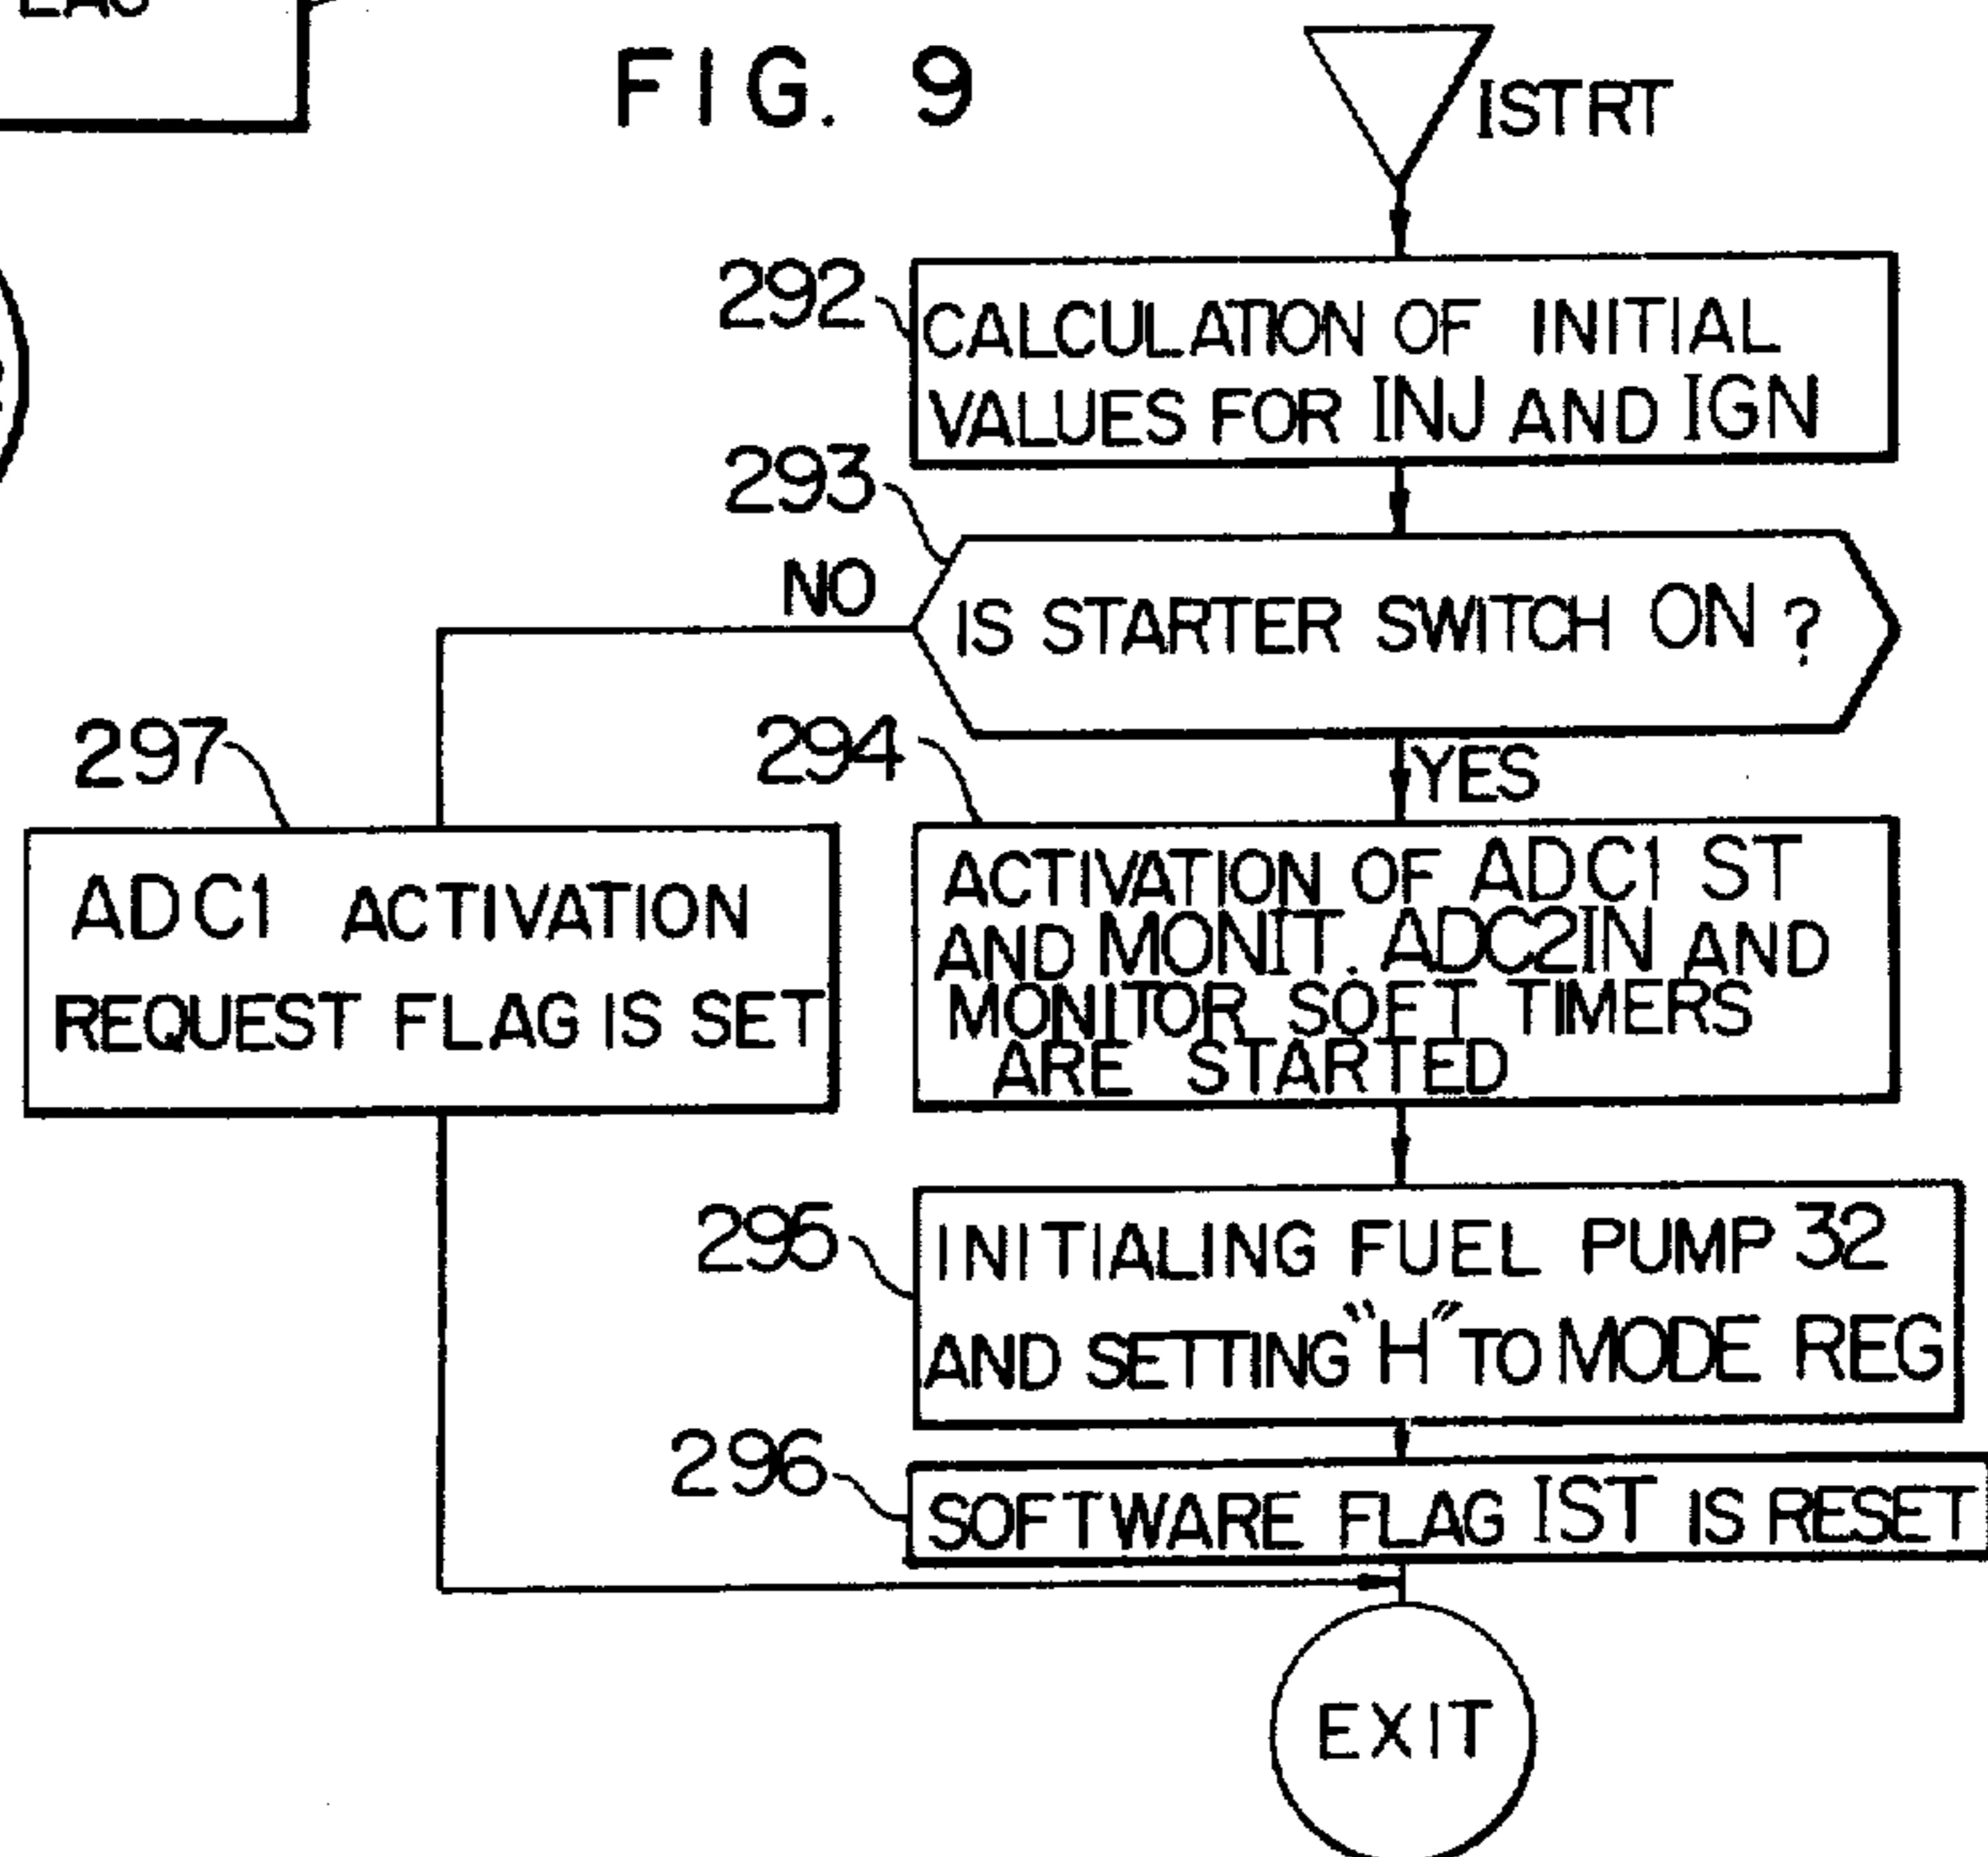 FIG. 9
ISTRT
292
CALCULATION OF INITIAL
VALUES FOR INJ AND IGN
293
NO
IS STARTER SWITCH ON ?
YES
297
ADC1 ACTIVATION
REQUEST FLAG IS SET
294
ACTIVATION OF ADC1 ST
AND MONIT. ADC2IN AND
MONITOR SOFT TIMERS
ARE STARTED
295
INITIALING FUEL PUMP 32
AND SETTING "H" TO MODE REG
296
SOFTWARE FLAG IST IS RESET
EXIT